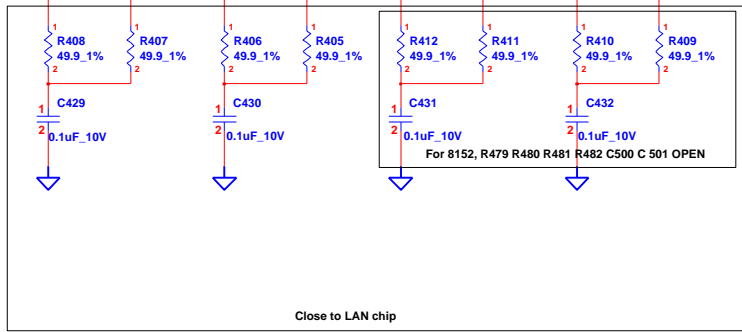 1 1 1 1 1 1 1 1
R408 R407 R406 R405 R412 R411 R410 R409
49.9_1% 49.9_1% 49.9_1% 49.9_1% 49.9_1% 49.9_1% 49.9_1% 49.9_1%
2 2 2 2 2 2 2 2
C429 C430 C431 C432
1 1 1 1
2 2 2 2
0.1uF_10V 0.1uF_10V 0.1uF_10V 0.1uF_10V
For 8152, R479 R480 R481 R482 C500 C 501 OPEN
Close to LAN chip